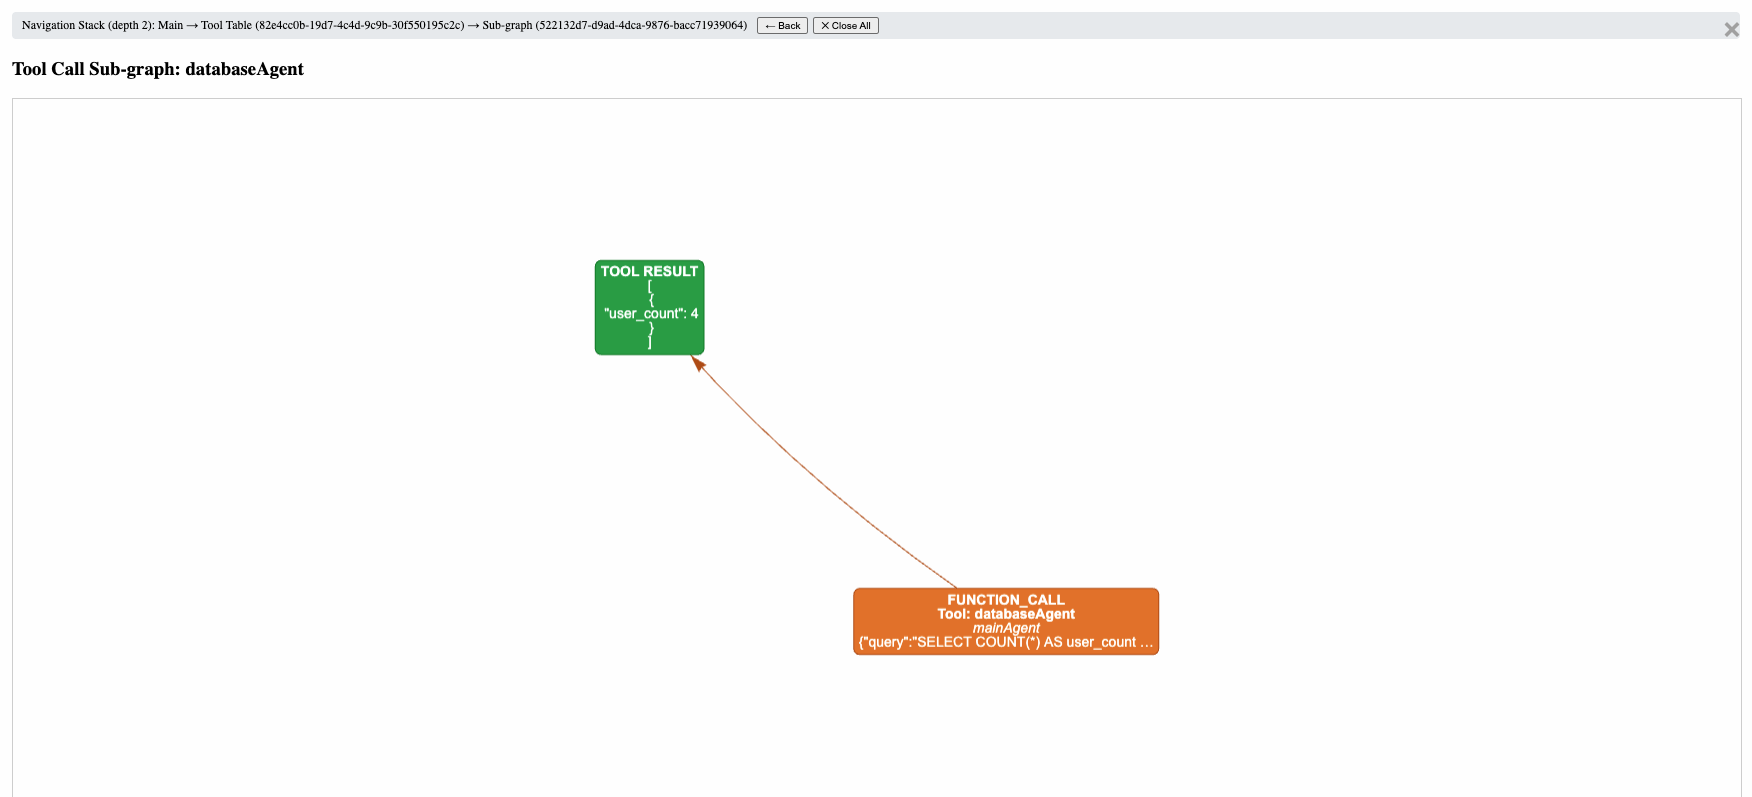 Navigation Stack (depth 2): Main → Tool Table (82e4cc0b-19d7-4c4d-9c9b-30f550195c2c) → Sub-graph (522132d7-d9ad-4dca-9876-bacc71939064) ← Back ✕ Close All
Tool Call Sub-graph: databaseAgent
TOOL RESULT
[
{
"user_count": 4
}
]
FUNCTION_CALL
Tool: databaseAgent
mainAgent
{"query":"SELECT COUNT(*) AS user_count ...